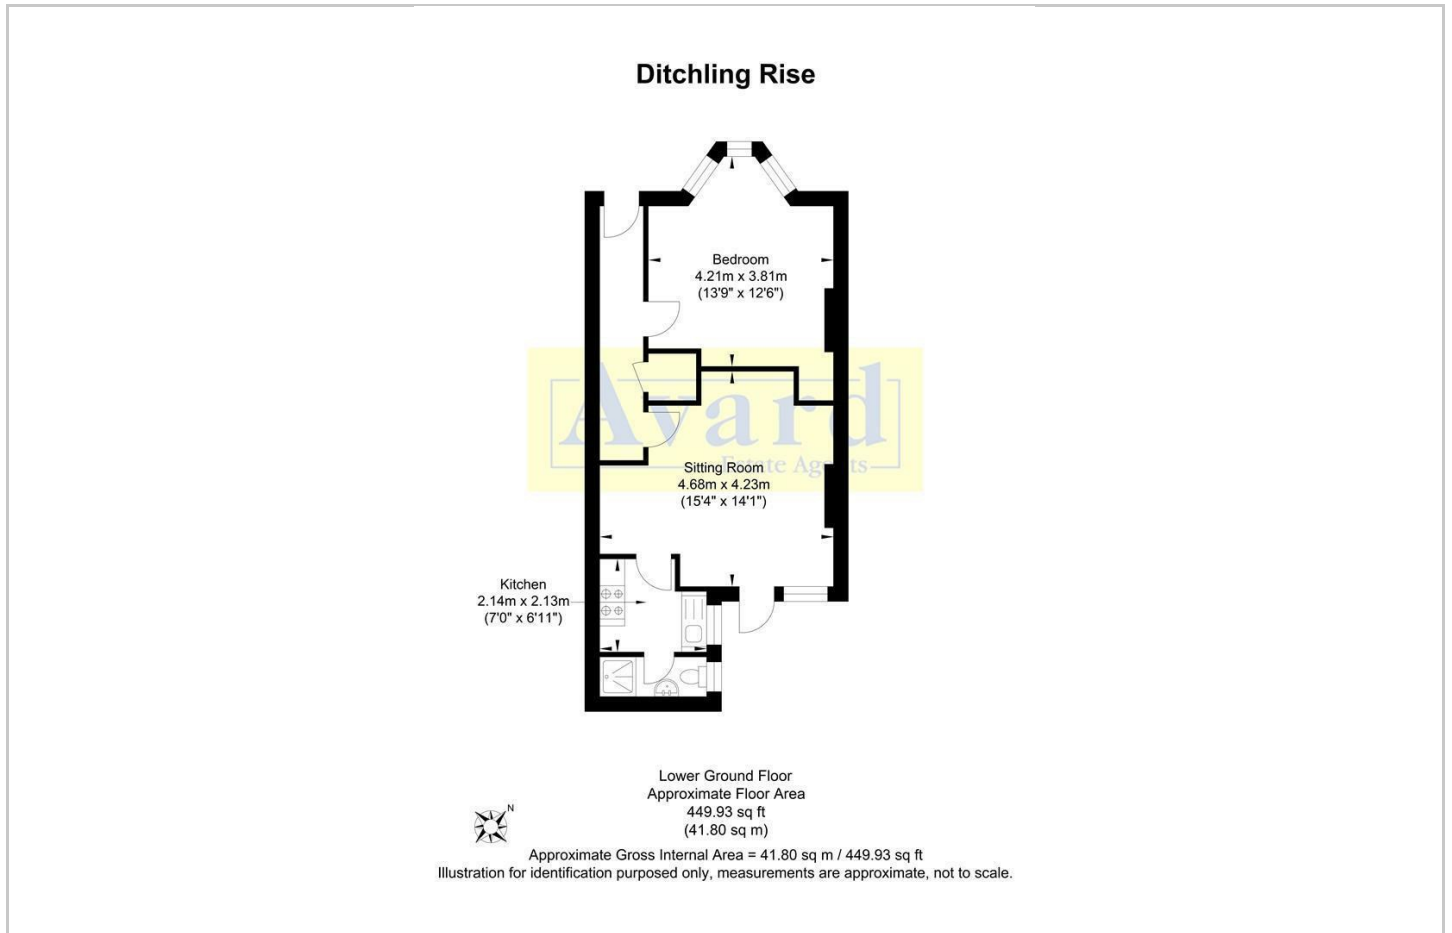 Ditchling Rise
Bedroom
4.21m x 3.81m
(13'9" x 12'6")
Avard
Estate Agents
Sitting Room
4.68m x 4.23m
(15'4" x 14'1")
Kitchen
2.14m x 2.13m
(7'0" x 6'11")
Lower Ground Floor
Approximate Floor Area
449.93 sq ft
(41.80 sq m)
N
Approximate Gross Internal Area = 41.80 sq m / 449.93 sq ft
Illustration for identification purposed only, measurements are approximate, not to scale.